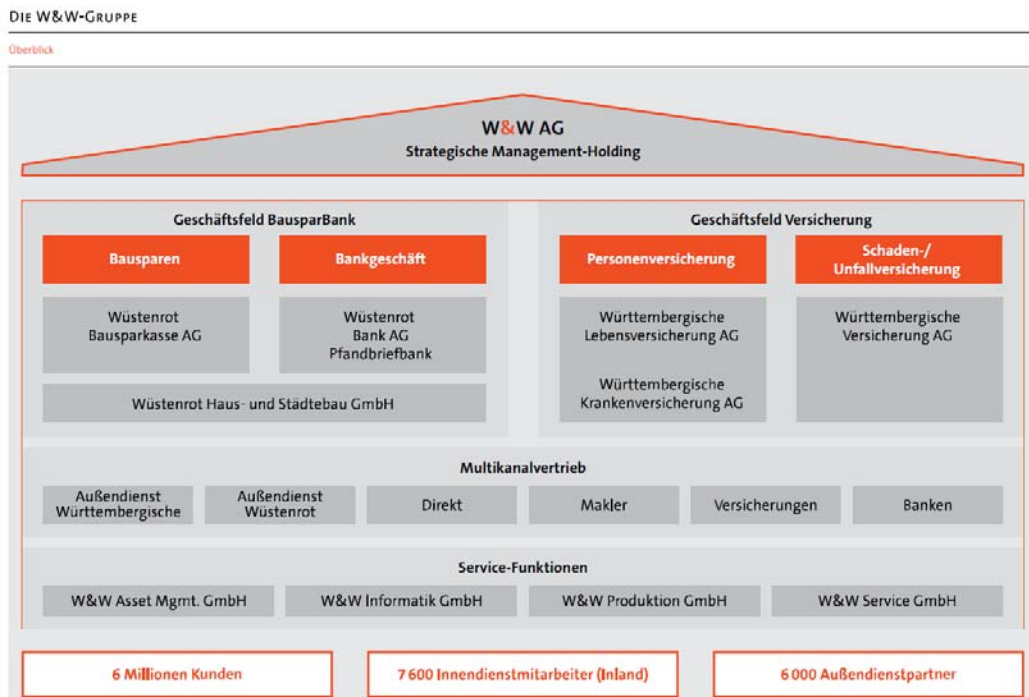 DIE W&W-GRUPPE
Überblick
W&W AG
Strategische Management-Holding
Geschäftsfeld BausparBank
Geschäftsfeld Versicherung
Bausparen
Bankgeschäft
Personenversicherung
Schaden-/
Unfallversicherung
Wüstenrot
Bausparkasse AG
Wüstenrot
Bank AG
Pfandbriefbank
Württembergische
Lebensversicherung AG
Württembergische
Krankenversicherung AG
Württembergische
Versicherung AG
Wüstenrot Haus- und Städtebau GmbH
Multikanalvertrieb
Außendienst
Württembergische
Außendienst
Wüstenrot
Direkt
Makler
Versicherungen
Banken
Service-Funktionen
W&W Asset Mgmt. GmbH
W&W Informatik GmbH
W&W Produktion GmbH
W&W Service GmbH
6 Millionen Kunden
7 600 Innendienstmitarbeiter (Inland)
6 000 Außendienstpartner